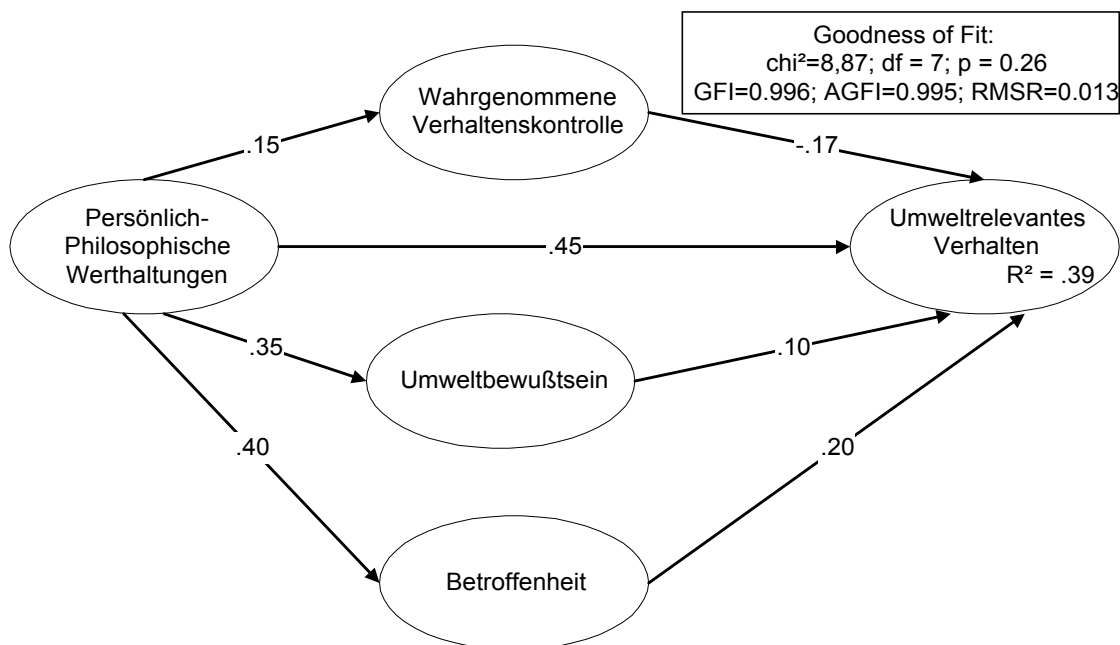 Goodness of Fit:
chi²=8,87; df = 7; p = 0.26
GFI=0.996; AGFI=0.995; RMSR=0.013
Wahrgenommene
Verhaltenskontrolle
.15
-.17
Persönlich-
Philosophische
Werthaltungen
.45
Umweltrelevantes
Verhalten
R² = .39
.35
Umweltbewußtsein
.10
.40
.20
Betroffenheit